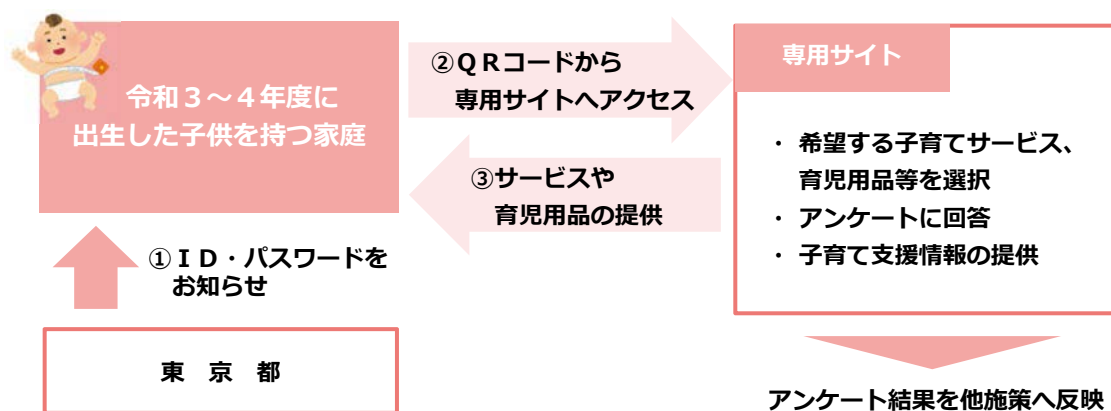 令和３～４年度に
出生した子供を持つ家庭
②ＱＲコードから
専用サイトへアクセス
③サービスや
育児用品の提供
①ＩＤ・パスワードを
お知らせ
東　京　都
専用サイト
・ 希望する子育てサービス、
育児用品等を選択
・ アンケートに回答
・ 子育て支援情報の提供
アンケート結果を他施策へ反映